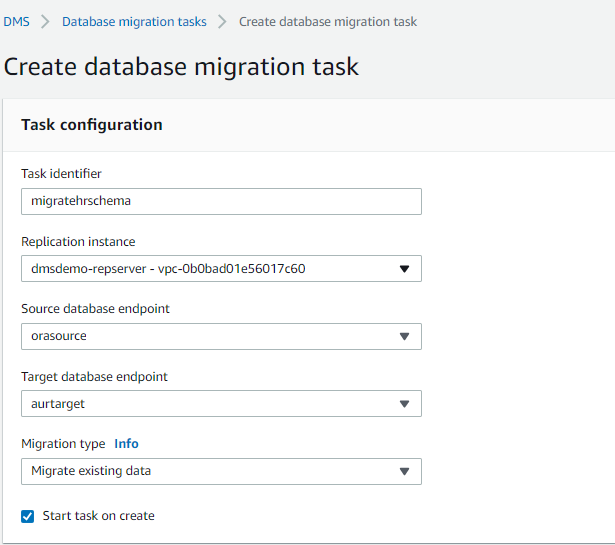 DMS > Database migration tasks > Create database migration task
Create database migration task
Task configuration
Task identifier
migratehrschema
Replication instance
dmsdemo-repserver - vpc-0b0bad01e56017c60
Source database endpoint
orasource
Target database endpoint
aurtarget
Migration type Info
Migrate existing data
Start task on create